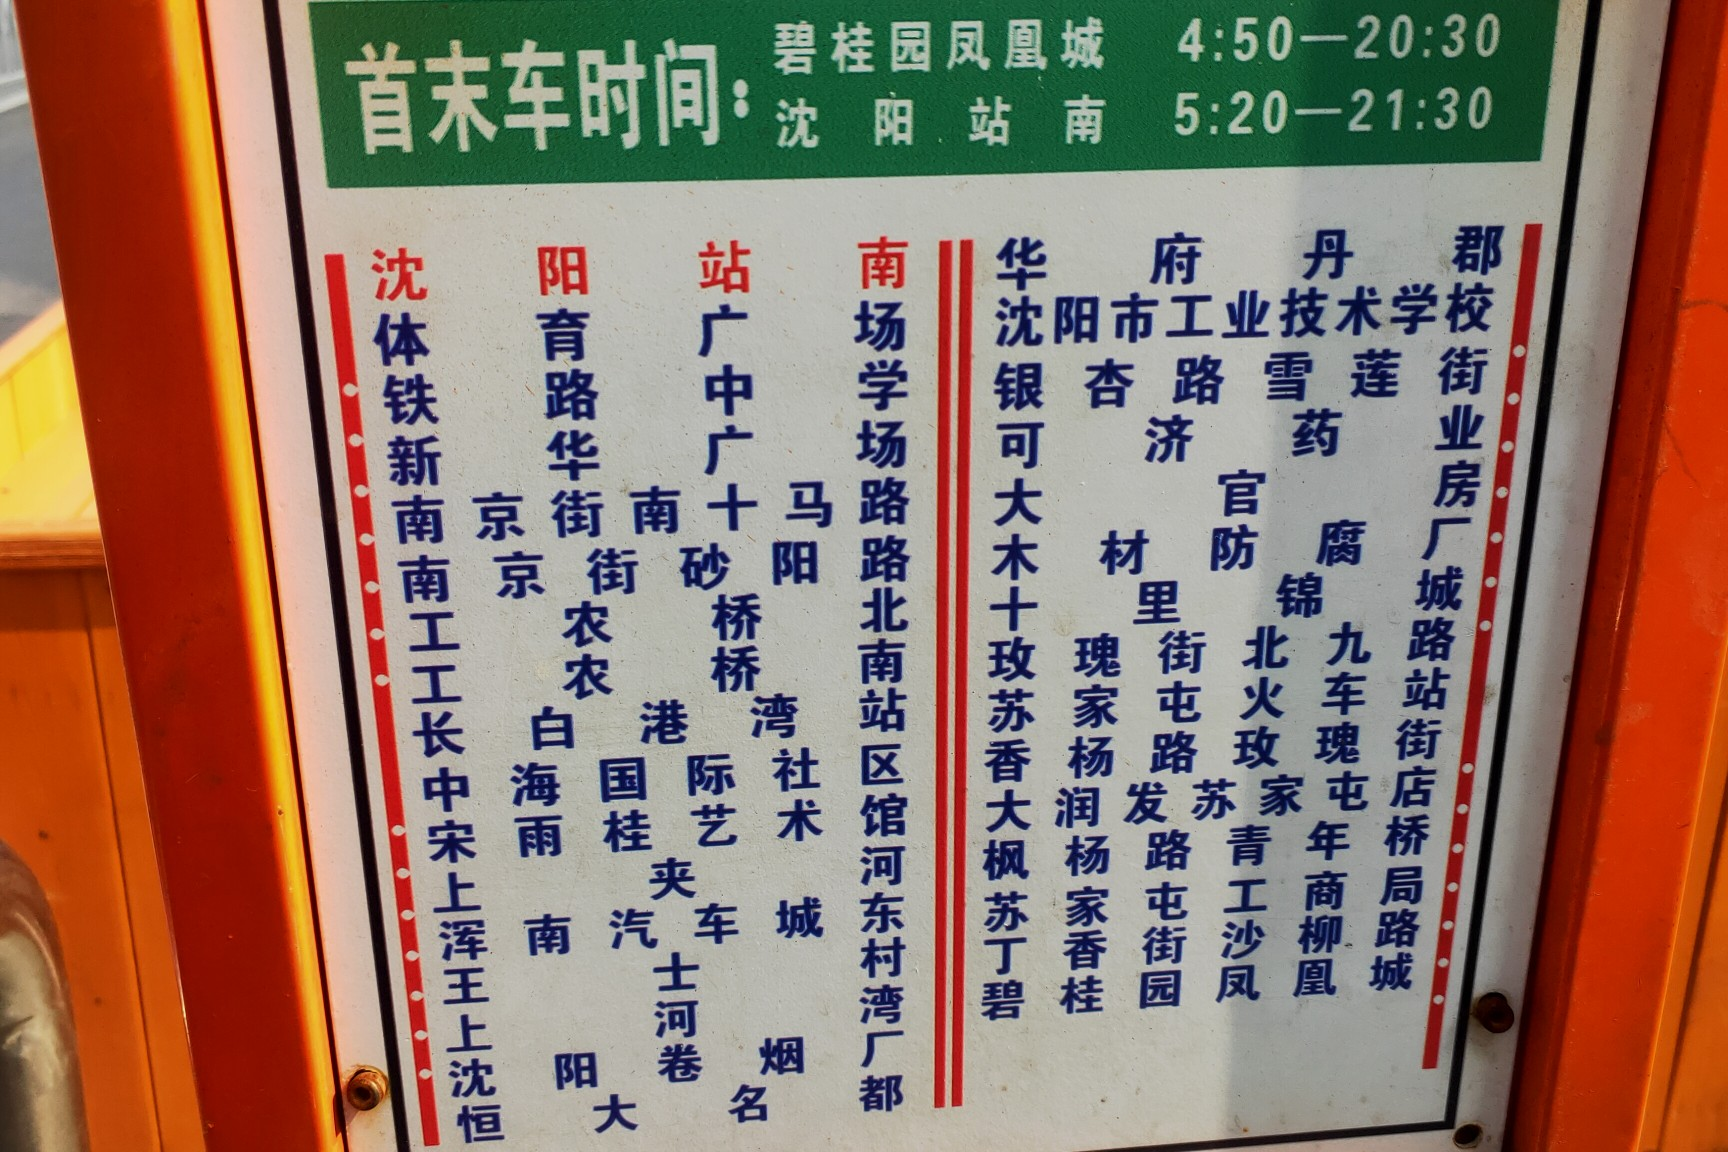 首末车时间：
碧桂园凤凰城 4:50—20:30
沈阳站南 5:20—21:30
沈阳站南
体育广场
铁路中学
新华广场
南京街南十马路
南京街砂阳路
工农桥北
工农桥南
长白港湾站
中海国际社区
宋雨桂艺术馆
上夹河
浑南汽车城东
王士村
上河湾
沈阳卷烟厂
恒大名都
华府丹郡
沈阳市工业技术学校
银杏路雪莲街
可济药业
大官房
木材防腐厂
十里锦城
玫瑰街北九路
苏家屯火车站
香杨路玫瑰街
大润发苏家屯店
枫杨路青年桥
苏家屯工商局
丁香街沙柳路
碧桂园凤凰城